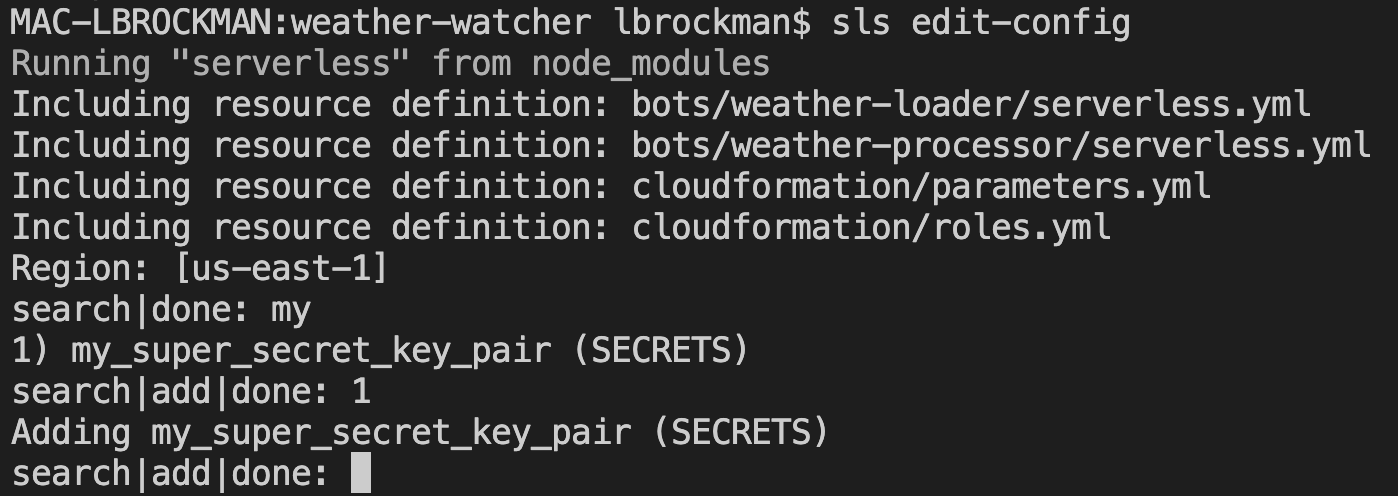 MAC-LBROCKMAN:weather-watcher lbrockman$ sls edit-config
Running "serverless" from node_modules
Including resource definition: bots/weather-loader/serverless.yml
Including resource definition: bots/weather-processor/serverless.yml
Including resource definition: cloudformation/parameters.yml
Including resource definition: cloudformation/roles.yml
Region: [us-east-1]
search|done: my
1) my_super_secret_key_pair (SECRETS)
search|add|done: 1
Adding my_super_secret_key_pair (SECRETS)
search|add|done: